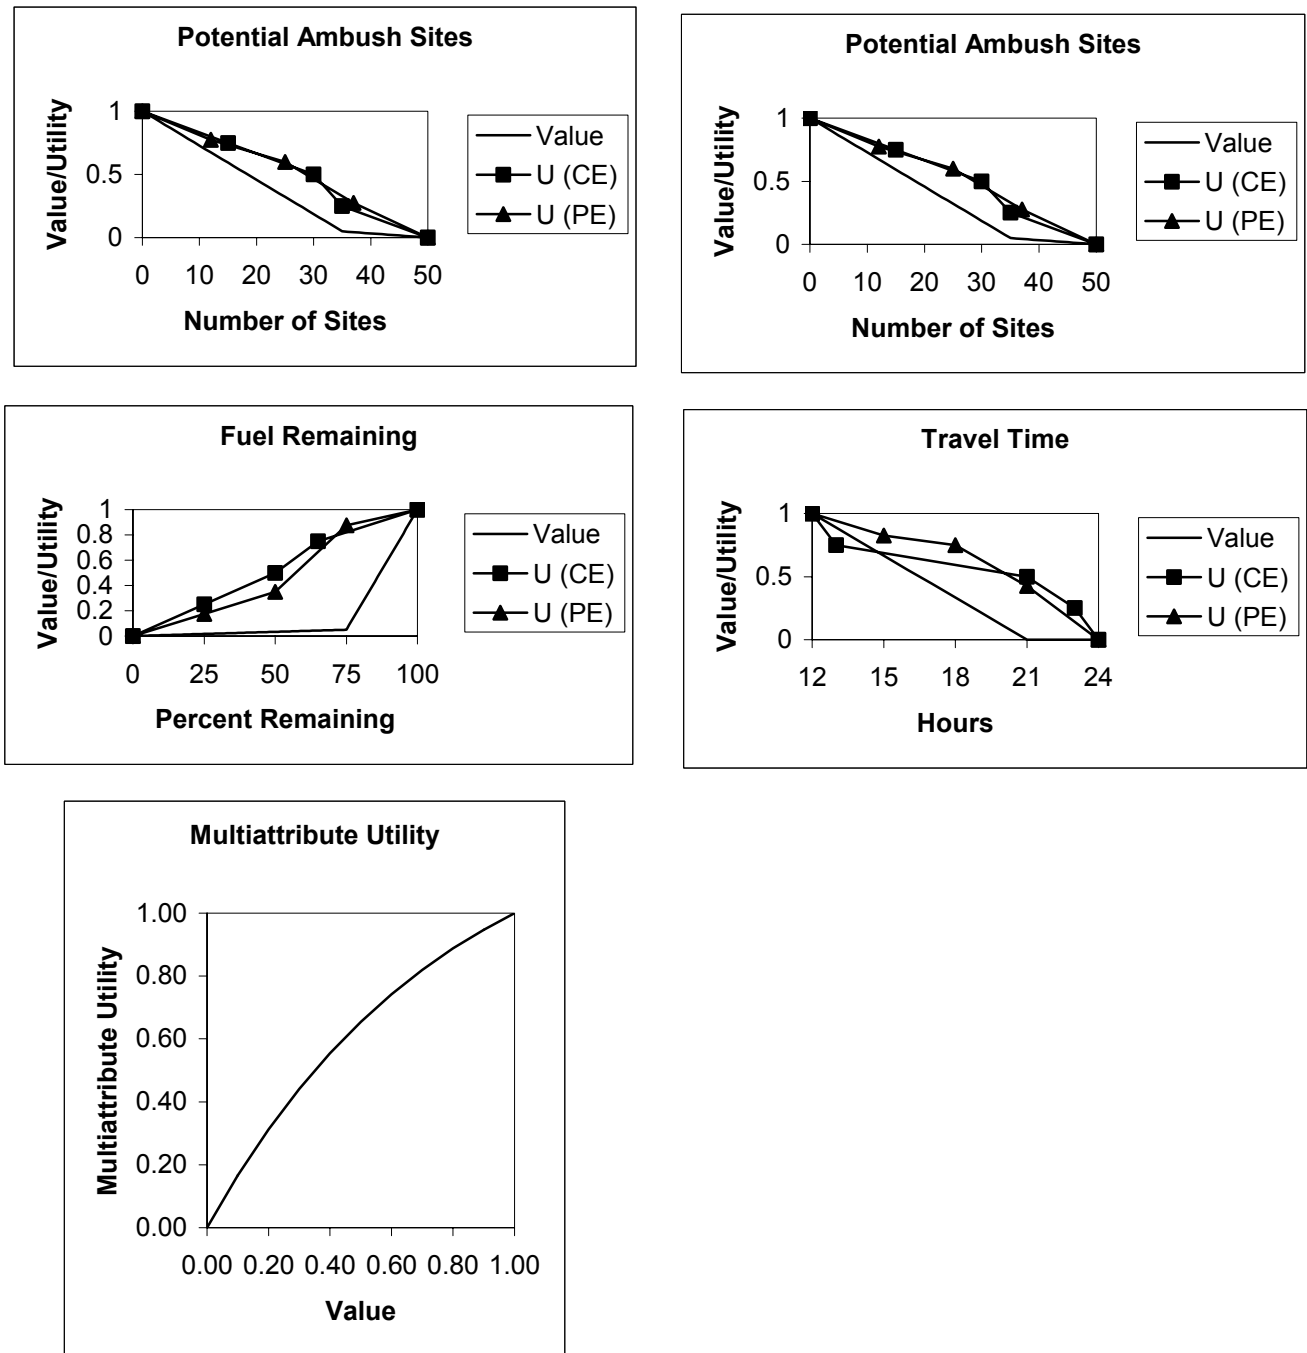 Potential Ambush Sites
Value/Utility
1
0.5
0
0 10 20 30 40 50
Number of Sites
Value
U (CE)
U (PE)
Potential Ambush Sites
Value/Utility
1
0.5
0
0 10 20 30 40 50
Number of Sites
Value
U (CE)
U (PE)
Fuel Remaining
Value/Utility
1
0.8
0.6
0.4
0.2
0
0 25 50 75 100
Percent Remaining
Value
U (CE)
U (PE)
Travel Time
Value/Utility
1
0.5
0
12 15 18 21 24
Hours
Value
U (CE)
U (PE)
Multiattribute Utility
Multiattribute Utility
1.00
0.80
0.60
0.40
0.20
0.00
0.00 0.20 0.40 0.60 0.80 1.00
Value